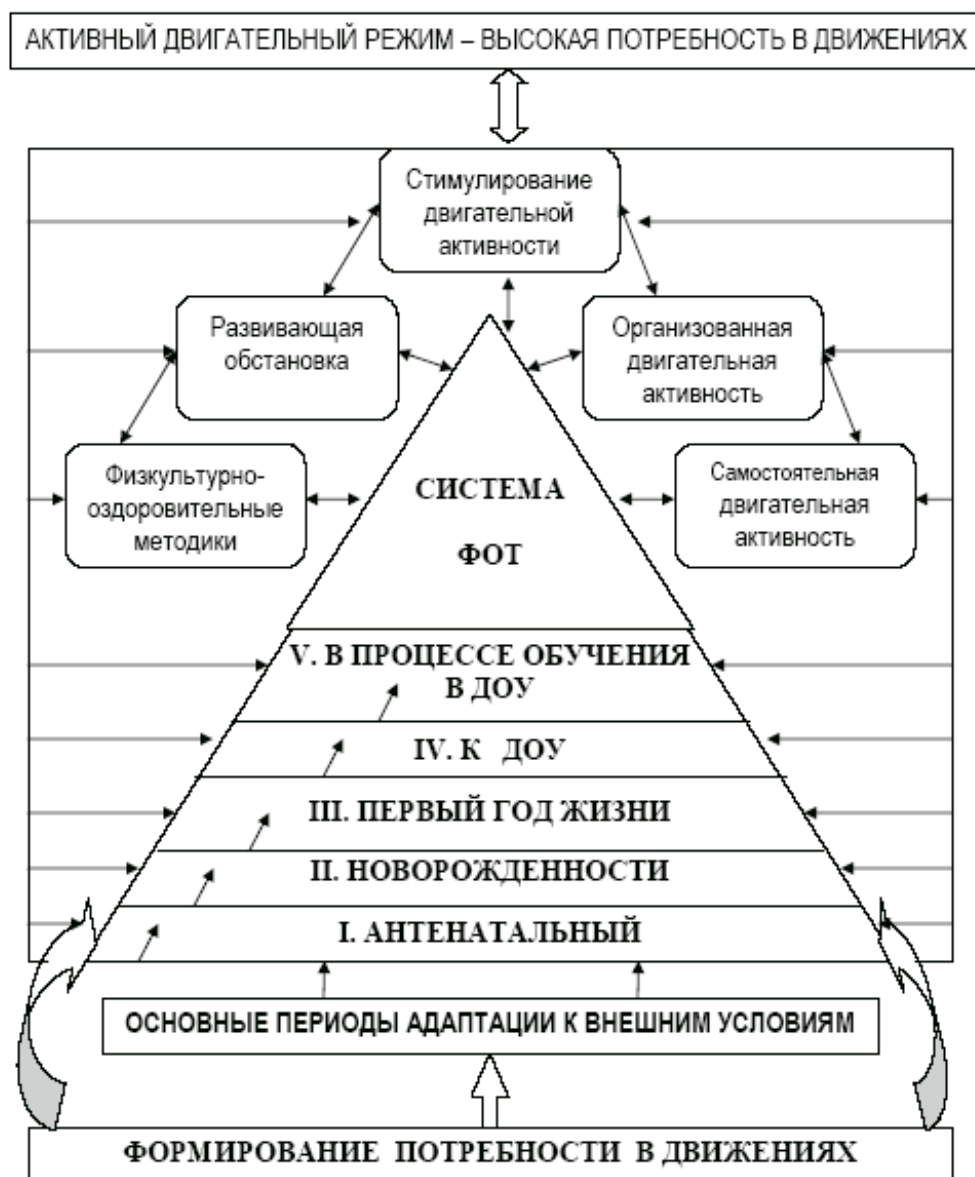 АКТИВНЫЙ ДВИГАТЕЛЬНЫЙ РЕЖИМ – ВЫСОКАЯ ПОТРЕБНОСТЬ В ДВИЖЕНИЯХ
Стимулирование
двигательной
активности
Развивающая
обстановка
Организованная
двигательная
активность
Физкультурно-
оздоровительные
методики
Самостоятельная
двигательная
активность
СИСТЕМА
ФОТ
V. В ПРОЦЕССЕ ОБУЧЕНИЯ
В ДОУ
IV. К ДОУ
III. ПЕРВЫЙ ГОД ЖИЗНИ
II. НОВОРОЖДЕННОСТИ
I. АНТЕНАТАЛЬНЫЙ
ОСНОВНЫЕ ПЕРИОДЫ АДАПТАЦИИ К ВНЕШНИМ УСЛОВИЯМ
ФОРМИРОВАНИЕ ПОТРЕБНОСТИ В ДВИЖЕНИЯХ